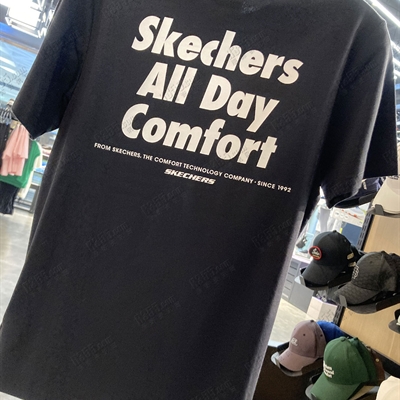 Skechers
All Day
Comfort
FROM SKECHERS, THE COMFORT TECHNOLOGY COMPANY · SINCE 1992
SKECHERS